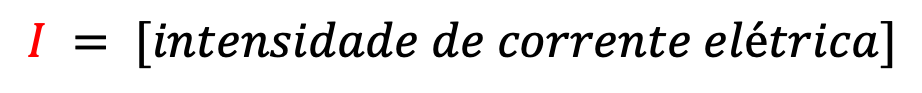 I = [intensidade de corrente elétrica]